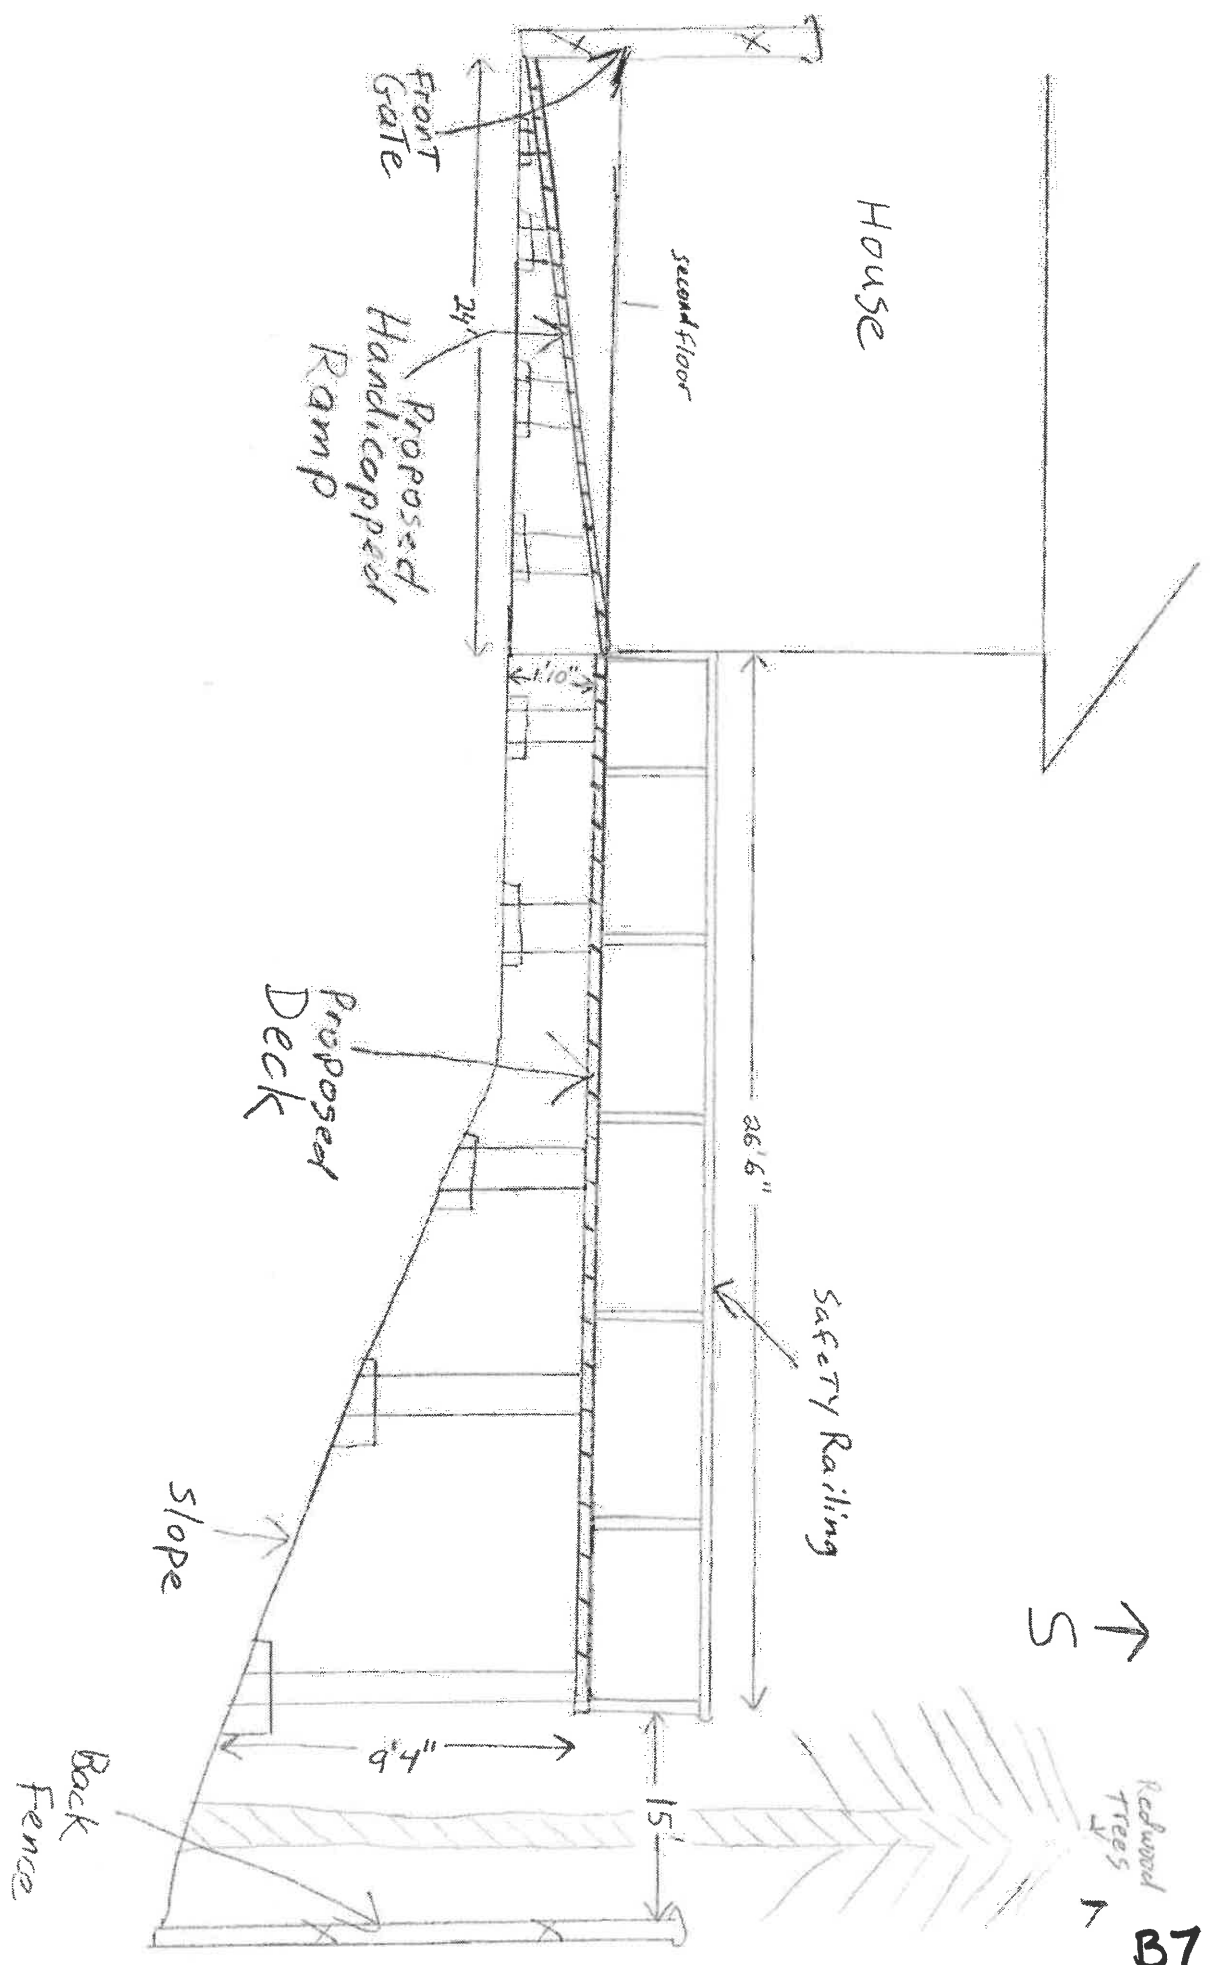 House
Second floor
Front
Gate
24'
Proposed
Handicapped
Ramp
1'10"
Proposed
Deck
26'6"
Safety Railing
Slope
S
9'4"
15'
Back
Fence
Redwood
Trees
7
B7